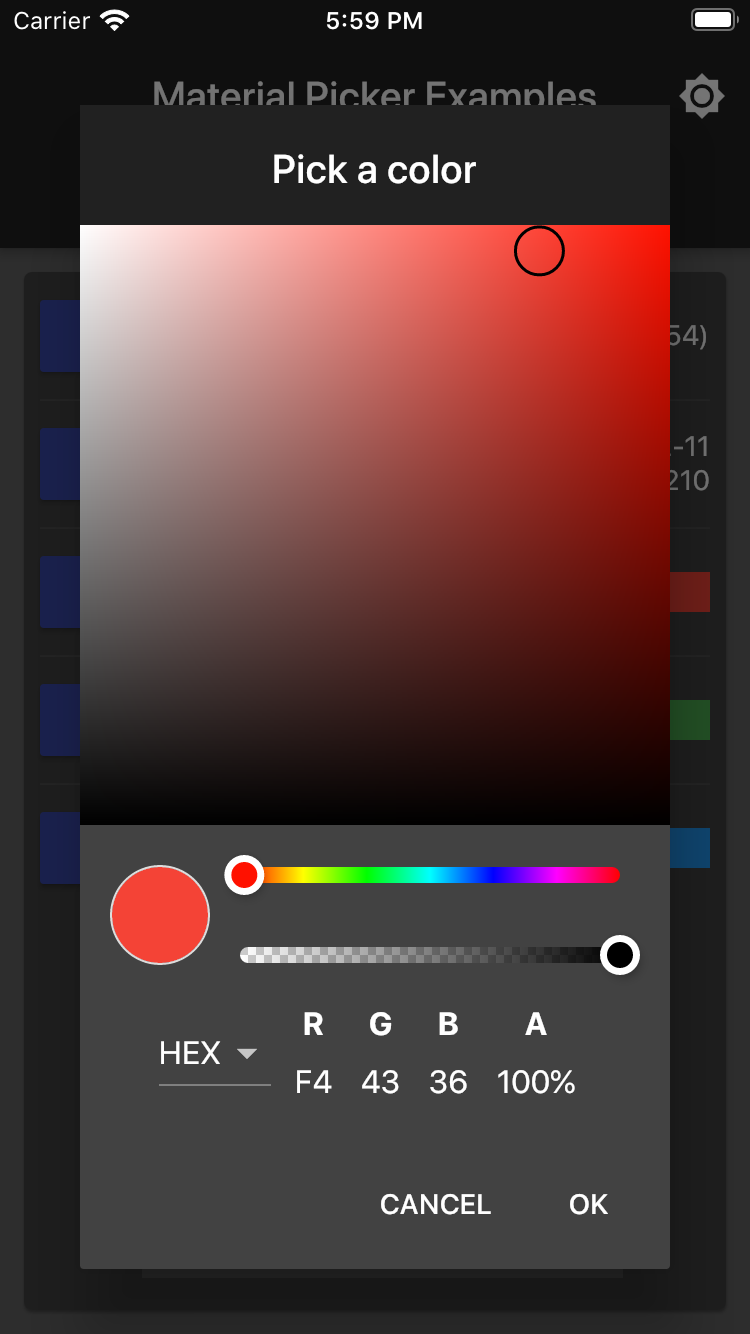 Carrier 5:59 PM
Material Picker Examples
Pick a color
54)
-11
210
R G B A
HEX F4 43 36 100%
CANCEL OK